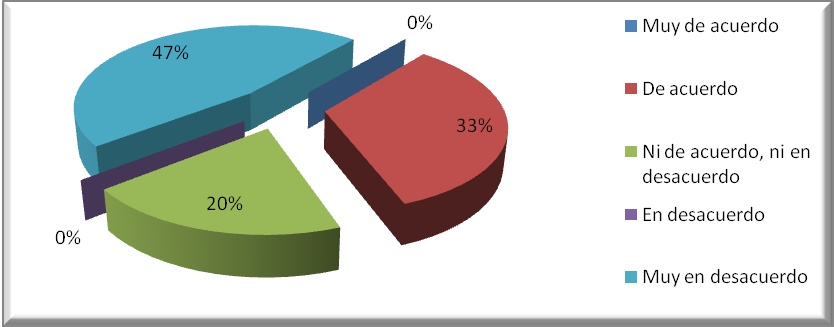 0%
47%
33%
20%
0%
Muy de acuerdo
De acuerdo
Ni de acuerdo, ni en
desacuerdo
En desacuerdo
Muy en desacuerdo